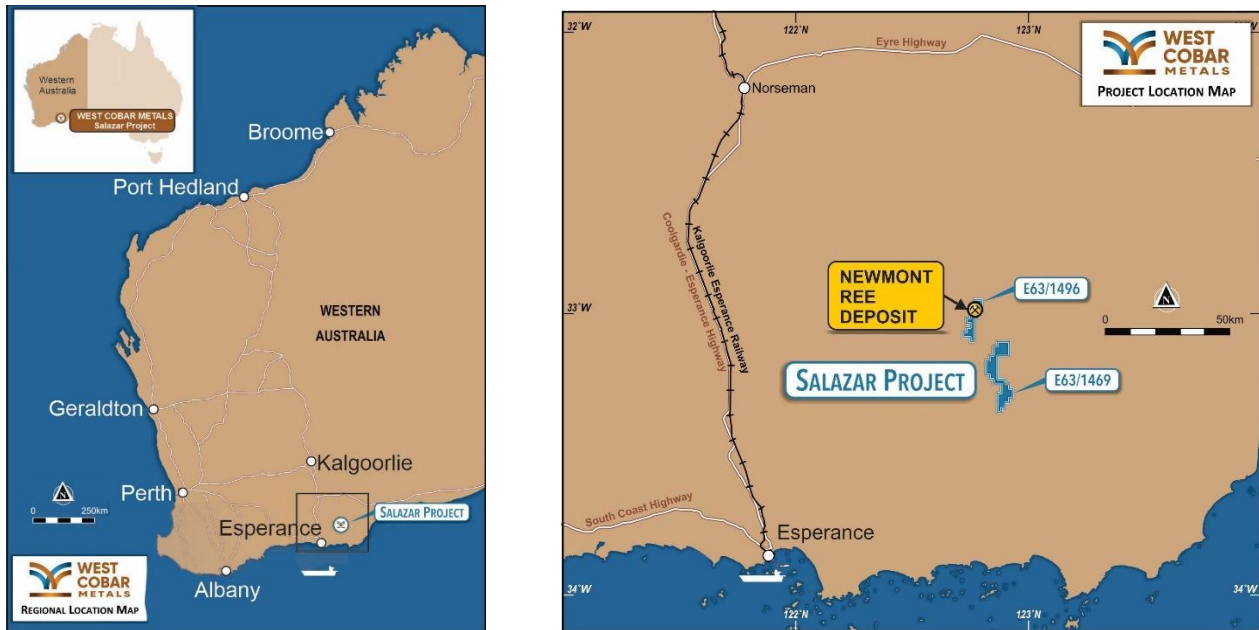 Western
Australia
WEST COBAR METALS
Salazar Project
Broome
Port Hedland
WESTERN
AUSTRALIA
Geraldton
Kalgoorlie
Perth
N
0 250km
SALAZAR PROJECT
Esperance
Albany
WEST
COBAR
METALS
REGIONAL LOCATION MAP
32°W
122°N
123°N
32°W
Eyre Highway
WEST
COBAR
METALS
PROJECT LOCATION MAP
Norseman
Kalgoorlie Esperance Railway
Coolgardie - Esperance Highway
NEWMONT
REE
DEPOSIT
E63/1496
33°W
N
0 50km
SALAZAR PROJECT
E63/1469
South Coast Highway
Esperance
34°W
122°N
123°N
34°W